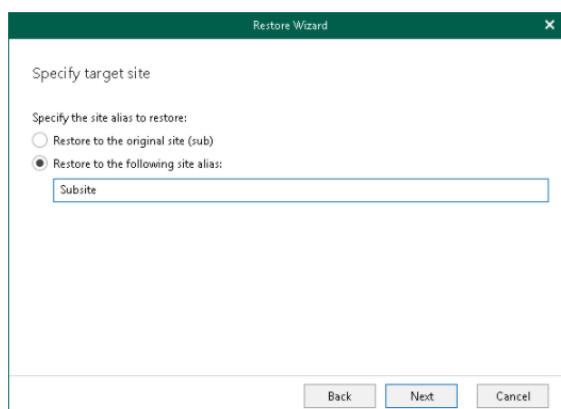 Restore Wizard
Specify target site
Specify the site alias to restore:
Restore to the original site (sub)
Restore to the following site alias:
Subsite
Back Next Cancel